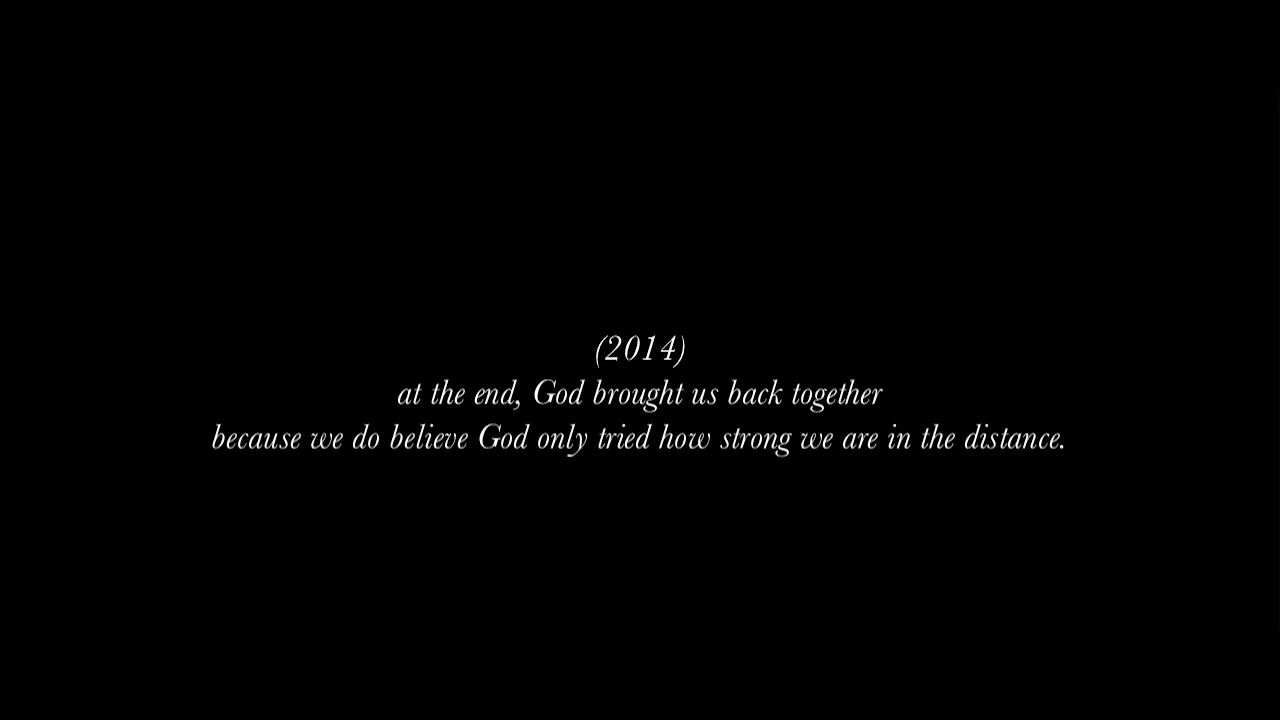 (2014)
at the end, God brought us back together
because we do believe God only tried how strong we are in the distance.